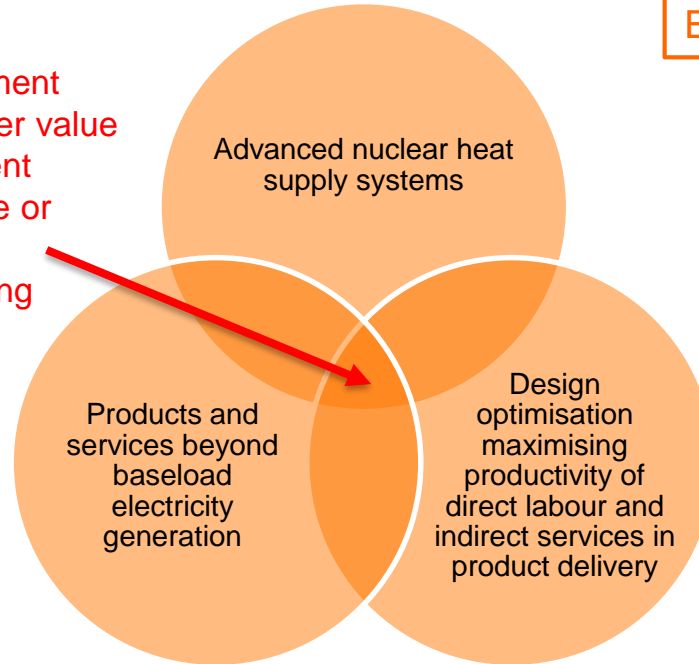 ment
er value
ent
e or
ng
Advanced nuclear heat
supply systems
Products and
services beyond
baseload
electricity
generation
Design
optimisation
maximising
productivity of
direct labour and
indirect services in
product delivery